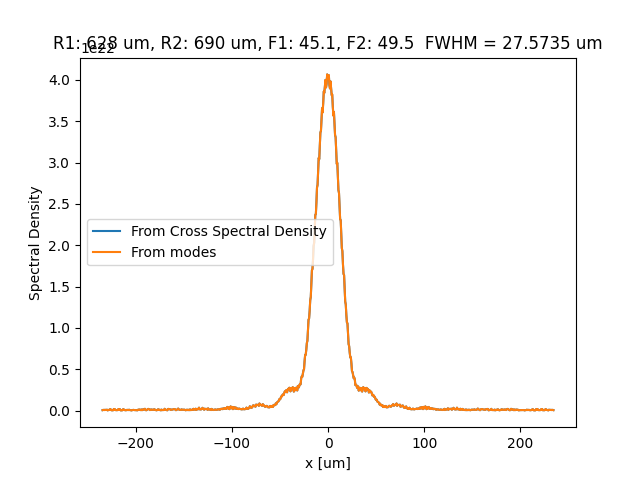 R1: 628 um, R2: 690 um, F1: 45.1, F2: 49.5  FWHM = 27.5735 um
1e22
4.0
3.5
3.0
2.5
2.0
1.5
1.0
0.5
0.0
Spectral Density
From Cross Spectral Density
From modes
−200
−100
0
100
200
x [um]